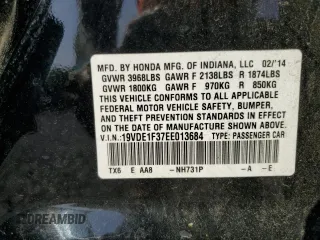 MFD. BY HONDA MFG. OF INDIANA, LLC 02/'14
GVWR 3968LBS GAWR F 2138LBS R 1874LBS
GVWR 1800KG GAWR F 970KG R 850KG
THIS VEHICLE CONFORMS TO ALL APPLICABLE
FEDERAL MOTOR VEHICLE SAFETY, BUMPER,
AND THEFT PREVENTION STANDARDS IN EFFECT
ON THE DATE OF MANUFACTURE SHOWN ABOVE.
V.I.N.: 19VDE1F37EE013684 TYPE: PASSENGER CAR
TX6 E AA8 -NH731P -A -E
DREAMBID